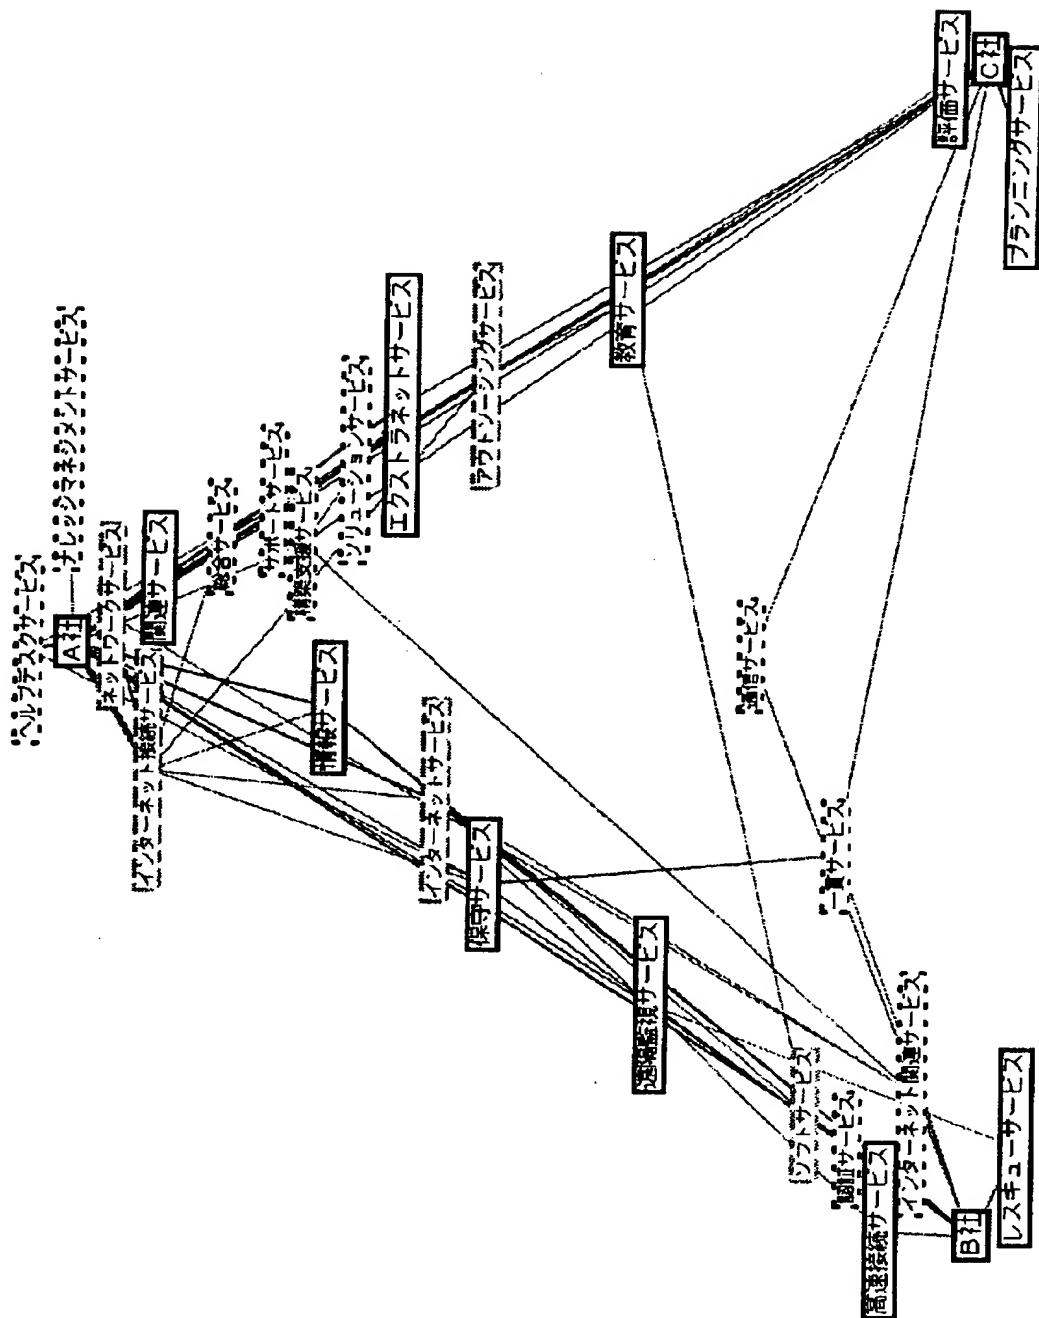 ヘルプデスクサービス
A社
ナレッジマネジメントサービス
ネットワークサービス
インターネット接続サービス
関連サービス
総合サービス
サポートサービス
構築支援サービス
情報サービス
ソリューションサービス
エクストラネットサービス
インターネットサービス
保守サービス
アウトソーシングサービス
教育サービス
遠隔監視サービス
通信サービス
ソフトサービス
一貫サービス
認証サービス
高速接続サービス
インターネット関連サービス
評価サービス
B社
C社
レスキューサービス
プランニングサービス